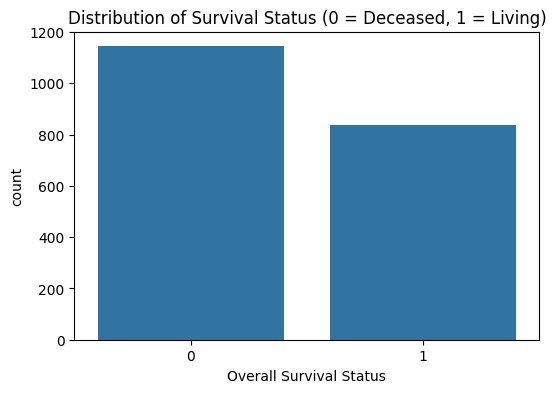 Distribution of Survival Status (0 = Deceased, 1 = Living)
1200
1000
800
600
400
200
0
count
0 1
Overall Survival Status